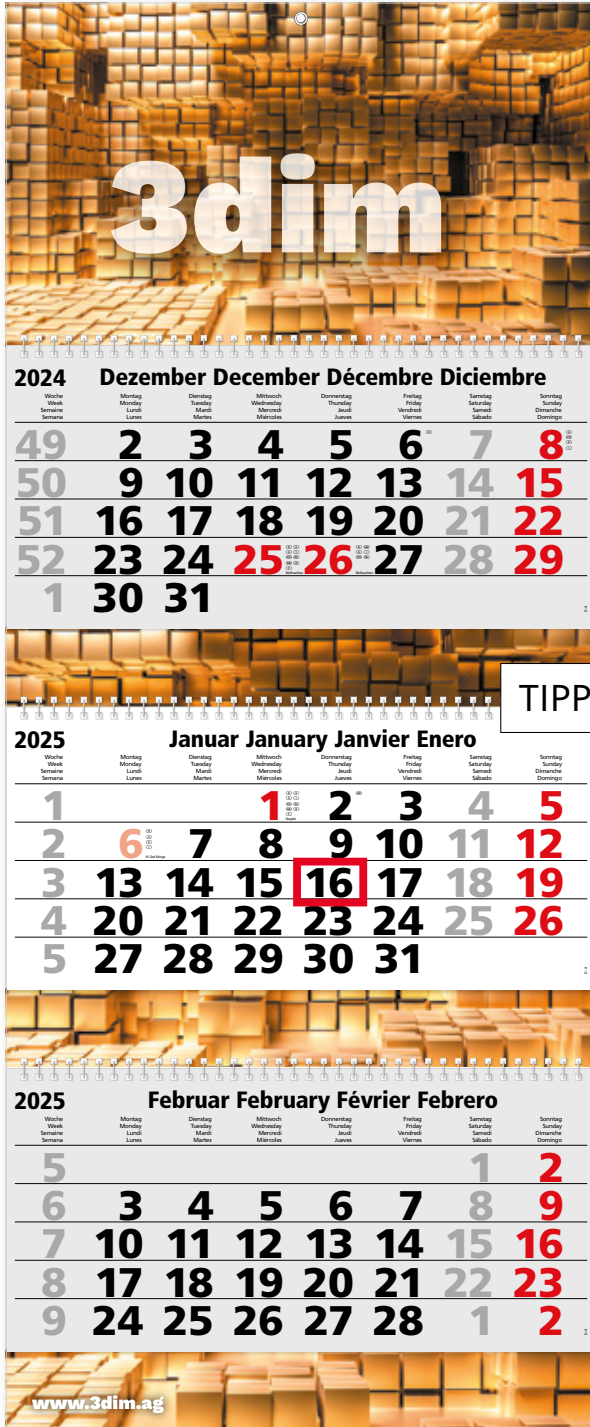 3dim
2024 Dezember December Décembre Diciembre
Woche Montag Dienstag Mittwoch Donnerstag Freitag Samstag Sonntag
Week Monday Tuesday Wednesday Thursday Friday Saturday Sunday
Semaine Lundi Mardi Mercredi Jeudi Vendredi Samedi Dimanche
Semana Lunes Martes Miércoles Jueves Viernes Sábado Domingo
49 2 3 4 5 6 7 8
50 9 10 11 12 13 14 15
51 16 17 18 19 20 21 22
52 23 24 25 26 27 28 29
1 30 31
TIPP
2025 Januar January Janvier Enero
Woche Montag Dienstag Mittwoch Donnerstag Freitag Samstag Sonntag
Week Monday Tuesday Wednesday Thursday Friday Saturday Sunday
Semaine Lundi Mardi Mercredi Jeudi Vendredi Samedi Dimanche
Semana Lunes Martes Miércoles Jueves Viernes Sábado Domingo
1 1 2 3 4 5
2 6 7 8 9 10 11 12
3 13 14 15 16 17 18 19
4 20 21 22 23 24 25 26
5 27 28 29 30 31
2025 Februar February Février Febrero
Woche Montag Dienstag Mittwoch Donnerstag Freitag Samstag Sonntag
Week Monday Tuesday Wednesday Thursday Friday Saturday Sunday
Semaine Lundi Mardi Mercredi Jeudi Vendredi Samedi Dimanche
Semana Lunes Martes Miércoles Jueves Viernes Sábado Domingo
5 1 2
6 3 4 5 6 7 8 9
7 10 11 12 13 14 15 16
8 17 18 19 20 21 22 23
9 24 25 26 27 28 1 2
www.3dim.ag